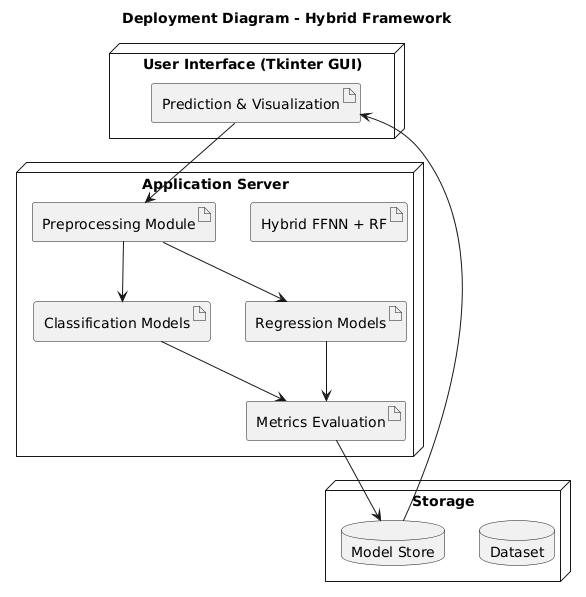 Deployment Diagram - Hybrid Framework
User Interface (Tkinter GUI)
Prediction & Visualization
Application Server
Preprocessing Module
Hybrid FFNN + RF
Classification Models
Regression Models
Metrics Evaluation
Storage
Model Store
Dataset